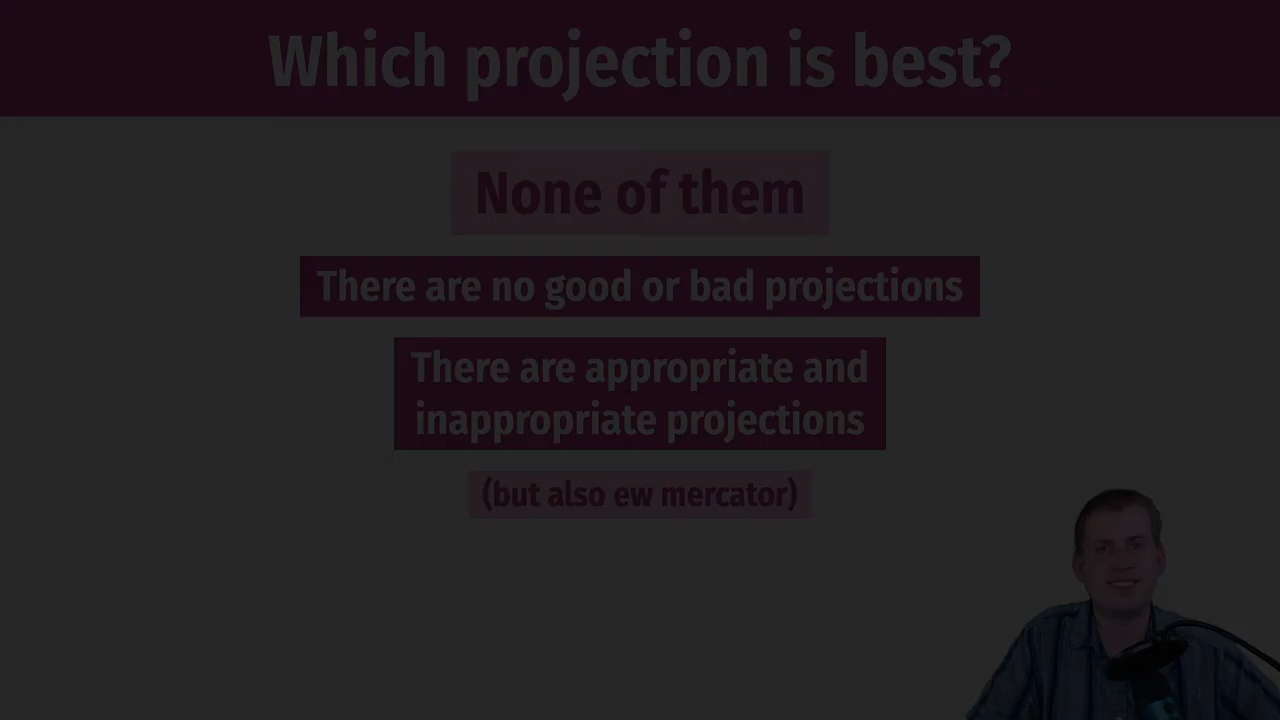 Which projection is best?
None of them
There are no good or bad projections
There are appropriate and
inappropriate projections
(but also ew mercator)